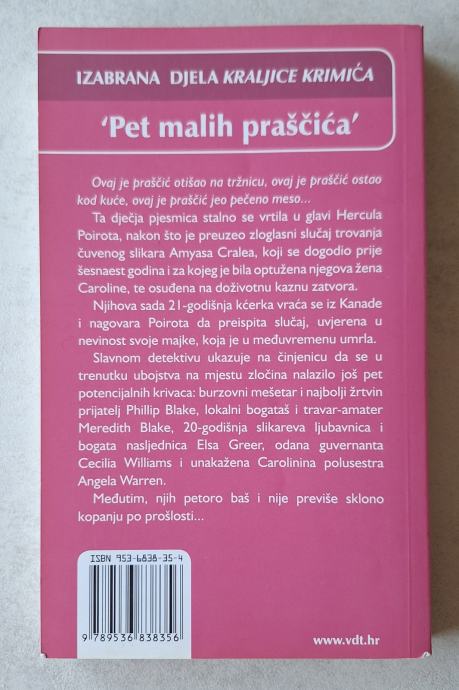 IZABRANA DJELA KRALJICE KRIMIĆA
‘Pet malih praščića’
Ovaj je praščić otišao na tržnicu, ovaj je praščić ostao
kod kuće, ovaj je praščić jeo pečeno meso...
Ta dječja pjesmica stalno se vrtila u glavi Hercula
Poirota, nakon što je preuzeo zloglasni slučaj trovanja
čuvenog slikara Amyasa Cralea, koji se dogodio prije
šesnaest godina i za kojeg je bila optužena njegova žena
Caroline, te osuđena na doživotnu kaznu zatvora.
Njihova sada 21-godišnja kćerka vraća se iz Kanade
i nagovara Poirota da preispita slučaj, uvjerena u
nevinost svoje majke, koja je u međuvremenu umrla.
Slavnom detektivu ukazuje na činjenicu da se u
trenutku ubojstva na mjestu zločina nalazilo još pet
potencijalnih krivaca: burzovni mešetar i najbolji žrtvin
prijatelj Phillip Blake, lokalni bogataš i travar-amater
Meredith Blake, 20-godišnja slikareva ljubavnica i
bogata nasljednica Elsa Greer, odana guvernanta
Cecilia Williams i unakažena Carolinina polusestra
Angela Warren.
Međutim, njih petoro baš i nije previše sklono
kopanju po prošlosti...
ISBN 953-6838-35-4
9 789536 838356
www.vdt.hr